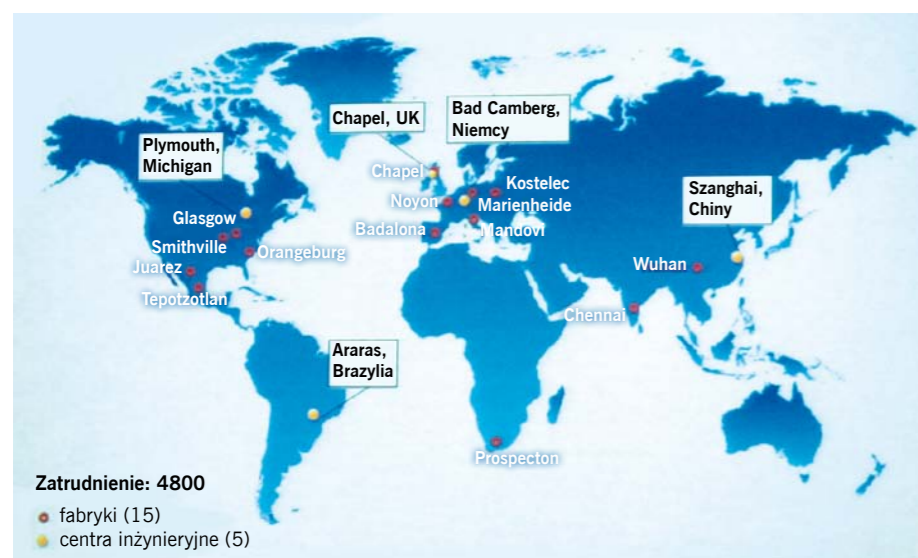 Chapel, UK
Bad Camberg,
Niemcy
Plymouth,
Michigan
Chapel
Kostelec
Noyon
Marienheide
Szanghai,
Chiny
Glasgow
Badalona
Mandovi
Smithville
Orangeburg
Juarez
Wuhan
Tepotzotlan
Chennai
Araras,
Brazylia
Prospecton
Zatrudnienie: 4800
fabryki (15)
centra inżynieryjne (5)